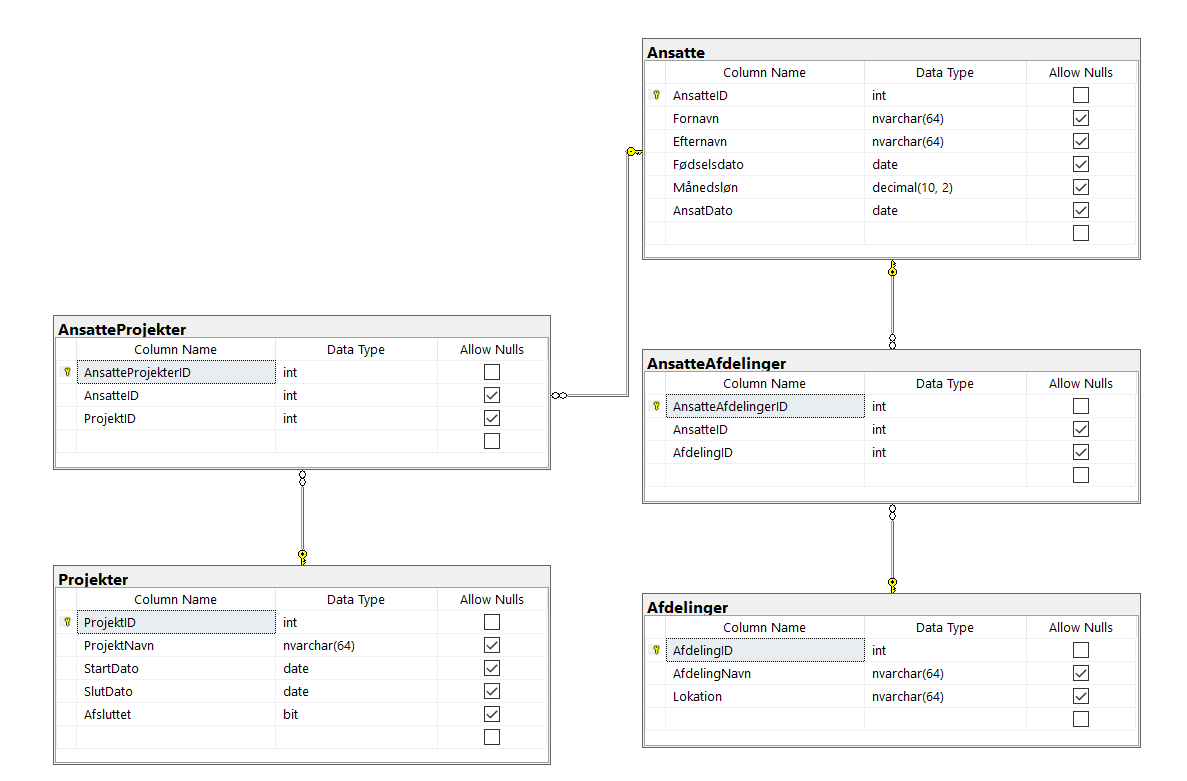 Ansatte
Column Name Data Type Allow Nulls
AnsatteID int
Fornavn nvarchar(64)
Efternavn nvarchar(64)
Fødselsdato date
Månedsløn decimal(10, 2)
AnsatDato date
AnsatteProjekter
Column Name Data Type Allow Nulls
AnsatteProjekterID int
AnsatteID int
ProjektID int
AnsatteAfdelinger
Column Name Data Type Allow Nulls
AnsatteAfdelingerID int
AnsatteID int
AfdelingID int
Projekter
Column Name Data Type Allow Nulls
ProjektID int
ProjektNavn nvarchar(64)
StartDato date
SlutDato date
Afsluttet bit
Afdelinger
Column Name Data Type Allow Nulls
AfdelingID int
AfdelingNavn nvarchar(64)
Lokation nvarchar(64)